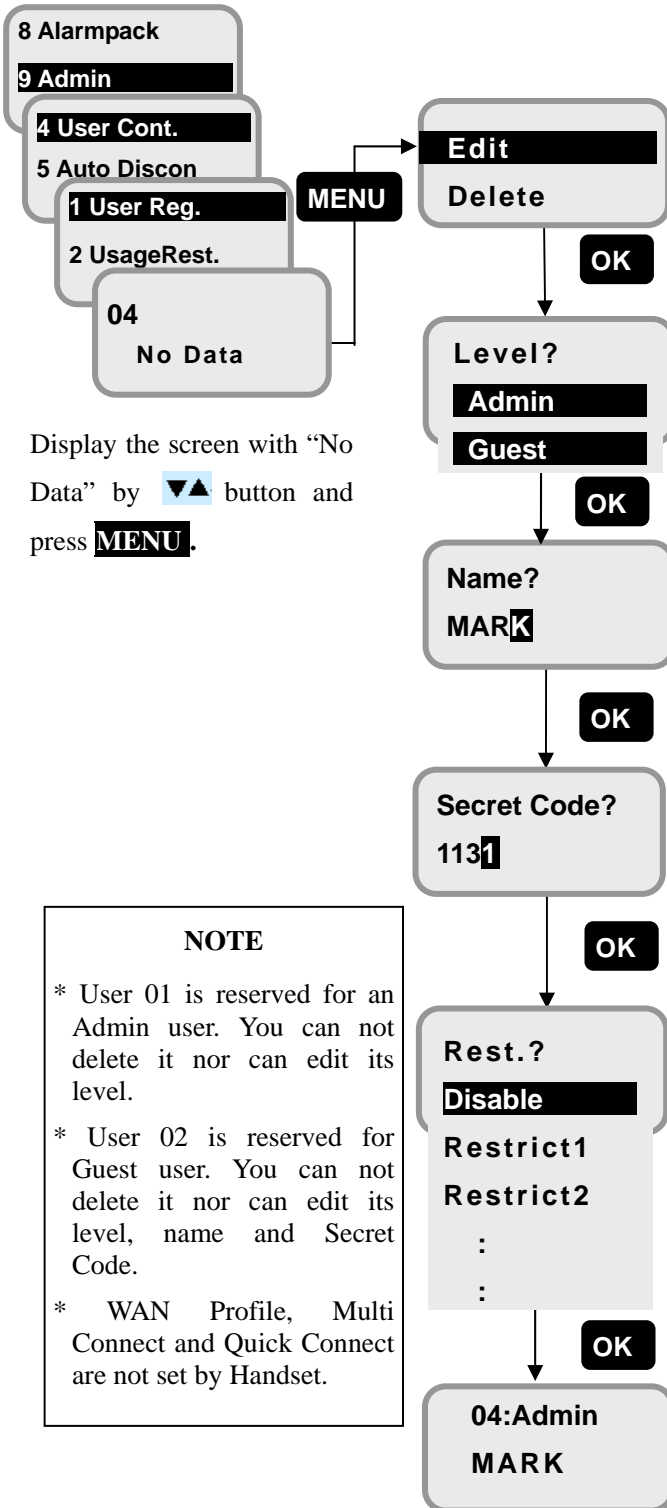 8 Alarmpack
9 Admin
4 User Cont.
5 Auto Discon
1 User Reg.
2 UsageRest.
04
No Data
MENU
Display the screen with “No
Data” by ▼▲ button and
press MENU .
Edit
Delete
OK
Level?
Admin
Guest
OK
Name?
MARK
OK
Secret Code?
1131
OK
Rest.?
Disable
Restrict1
Restrict2
:
:
OK
04:Admin
MARK
NOTE
* User 01 is reserved for an
Admin user. You can not
delete it nor can edit its
level.
* User 02 is reserved for
Guest user. You can not
delete it nor can edit its
level, name and Secret
Code.
* WAN Profile, Multi
Connect and Quick Connect
are not set by Handset.